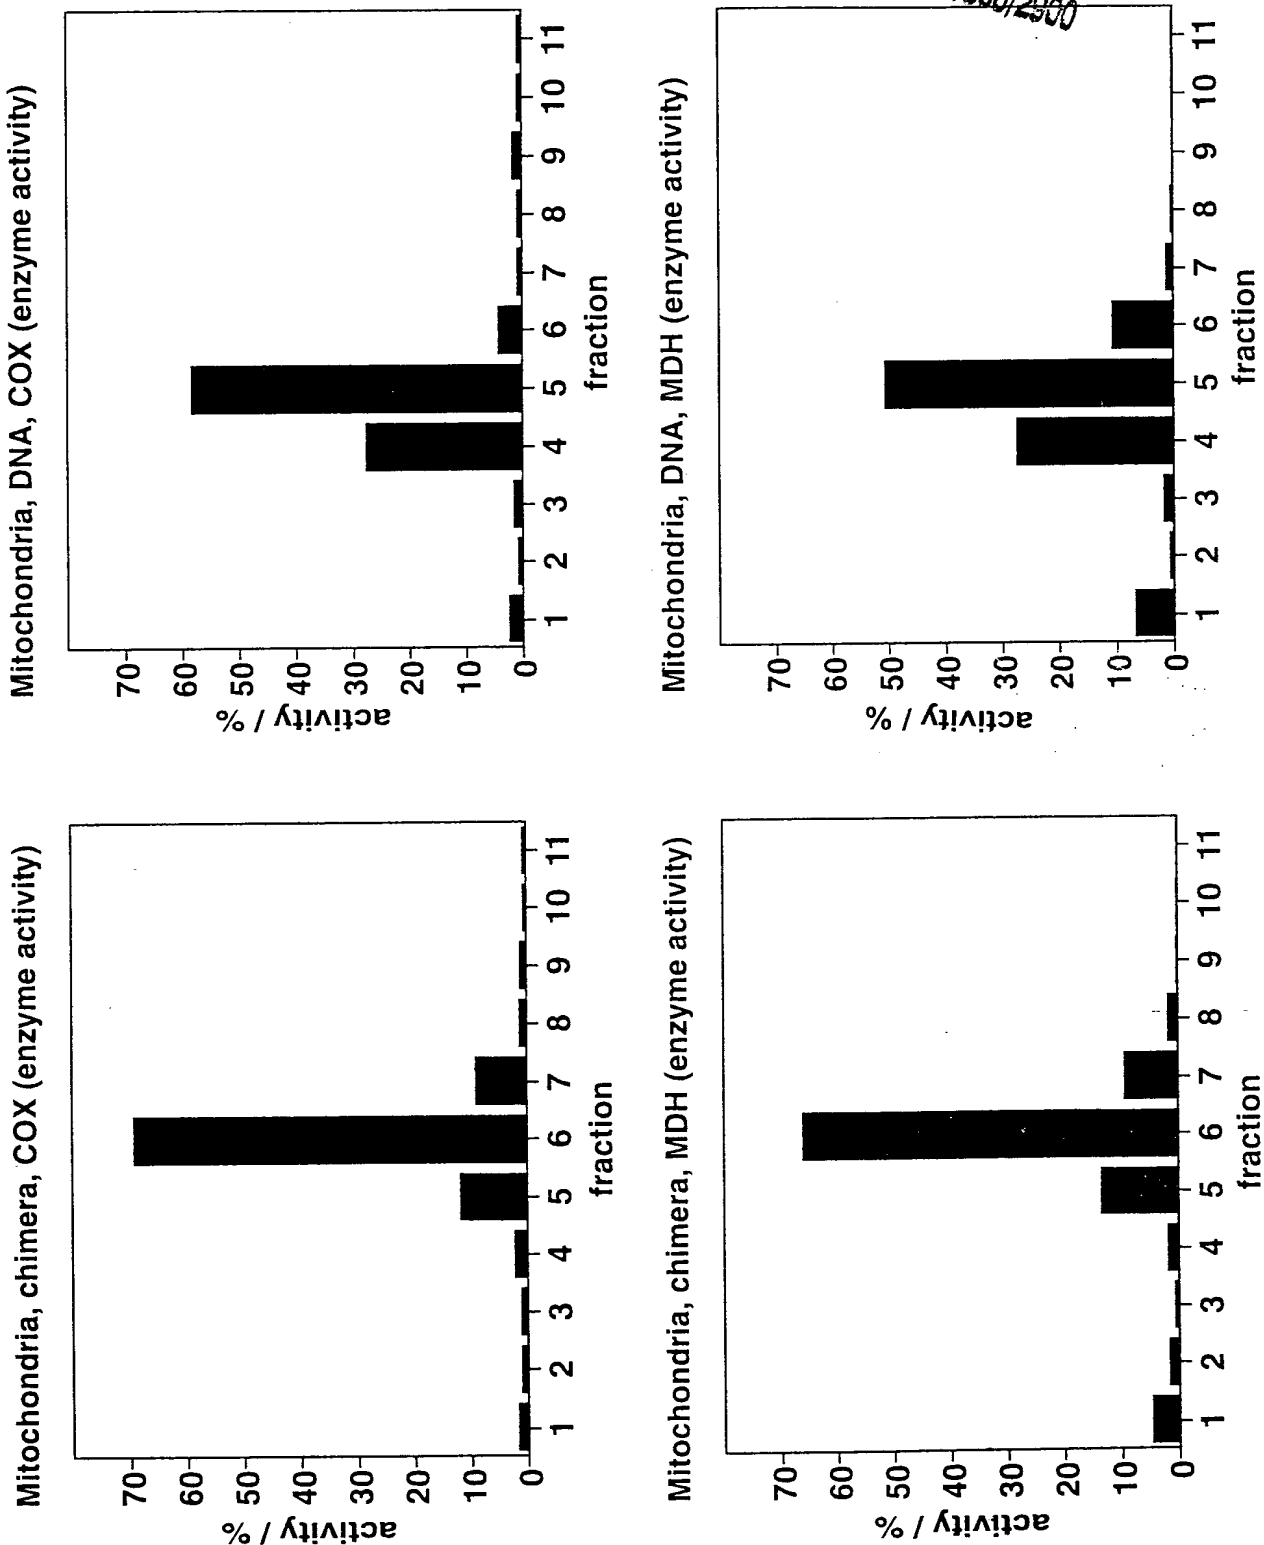 Mitochondria, chimera, COX (enzyme activity)
activity / %
70
60
50
40
30
20
10
0
1 2 3 4 5 6 7 8 9 10 11
fraction
Mitochondria, DNA, COX (enzyme activity)
activity / %
70
60
50
40
30
20
10
0
1 2 3 4 5 6 7 8 9 10 11
fraction
Mitochondria, chimera, MDH (enzyme activity)
activity / %
70
60
50
40
30
20
10
0
1 2 3 4 5 6 7 8 9 10 11
fraction
Mitochondria, DNA, MDH (enzyme activity)
activity / %
70
60
50
40
30
20
10
0
1 2 3 4 5 6 7 8 9 10 11
fraction